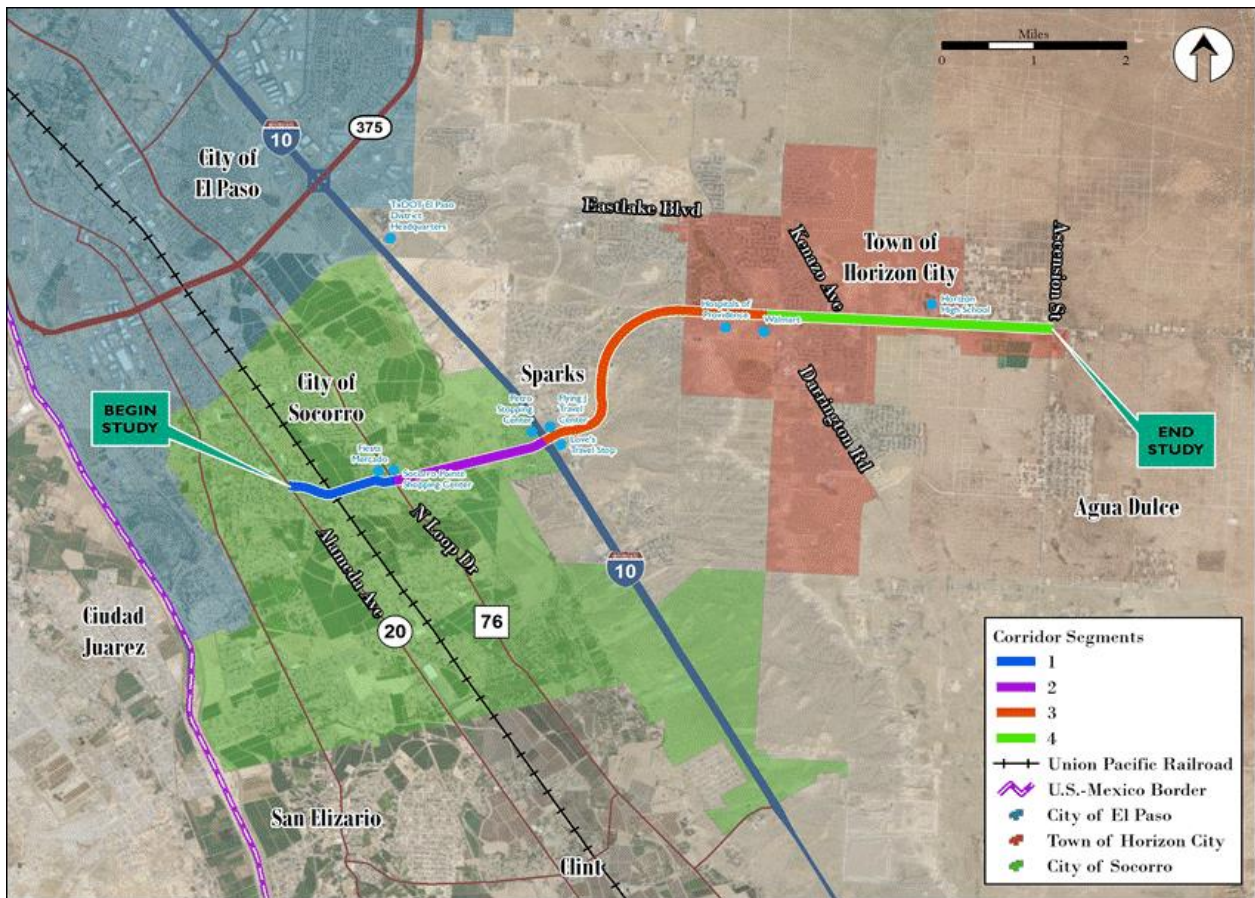 Miles
0
1
2
375
10
City of
El Paso
TxDOT El Paso
District
Headquarters
Eastlake Blvd
Kenazo Ave
Town of
Horizon City
Ascension St
Horizon
High School
Hospitals of
Providence
Walmart
Sparks
City of
Socorro
Petro
Stopping
Center
Flying J
Travel
Center
Love's
Travel Stop
BEGIN
STUDY
Fiesta
Mercado
Socorro Pointe
Shopping Center
Darrington Rd
END
STUDY
Agua Dulce
N Loop Dr
Alameda Ave
10
20
76
Ciudad
Juarez
San Elizario
Clint
Corridor Segments
1
2
3
4
Union Pacific Railroad
U.S.-Mexico Border
City of El Paso
Town of Horizon City
City of Socorro